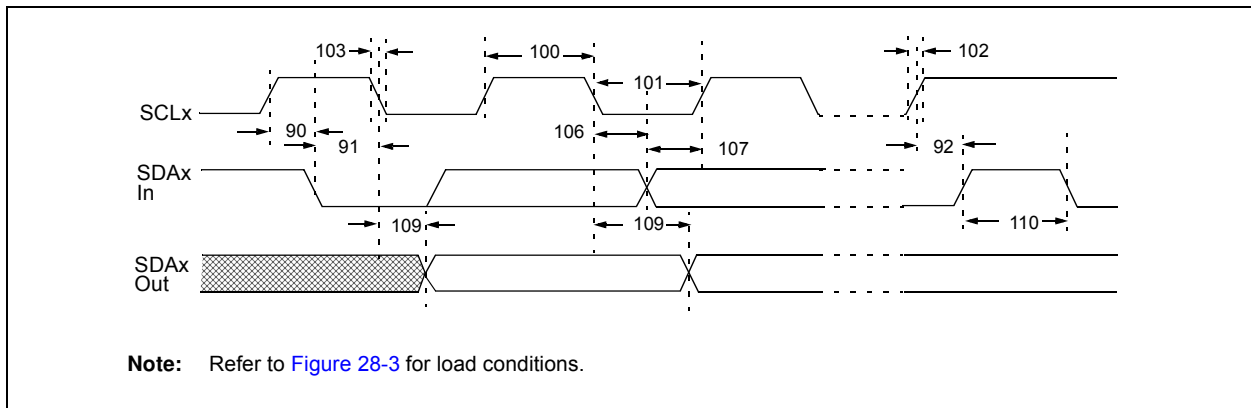 103
100
102
101
SCLx
90
106
91
107
92
SDAx
In
109
109
110
SDAx
Out
Note: Refer to Figure 28-3 for load conditions.